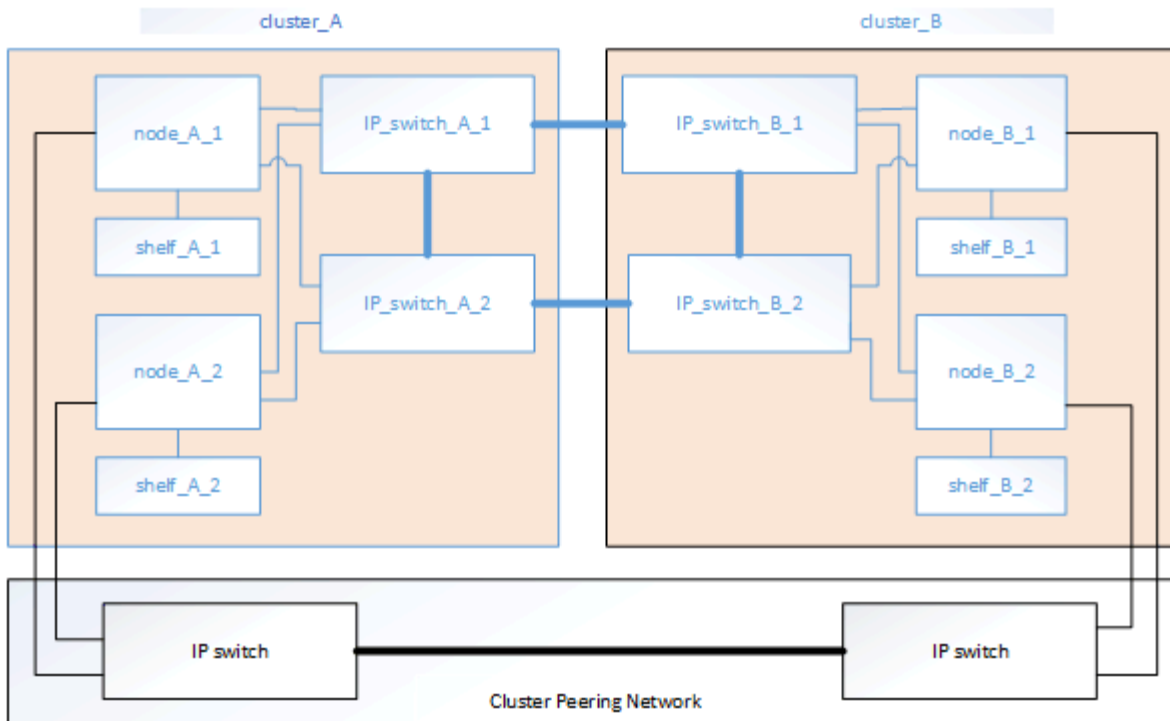 cluster_A
cluster_B
node_A_1
IP_switch_A_1
IP_switch_B_1
node_B_1
shelf_A_1
shelf_B_1
IP_switch_A_2
IP_switch_B_2
node_A_2
node_B_2
shelf_A_2
shelf_B_2
IP switch
IP switch
Cluster Peering Network